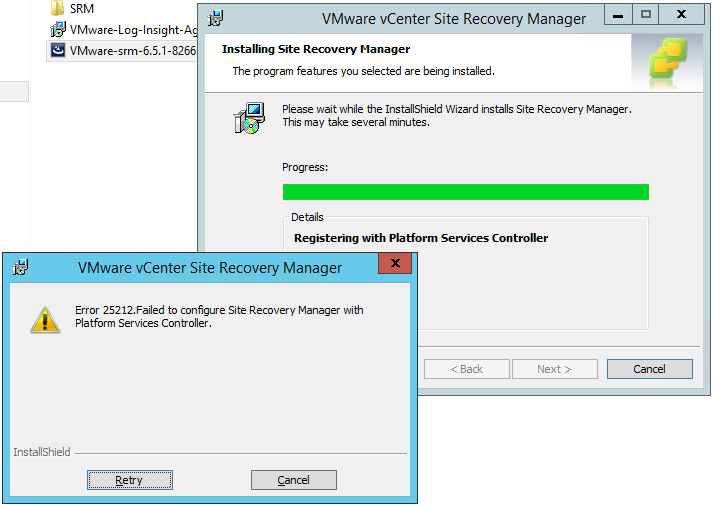 SRM
VMware-Log-Insight-Ag
VMware-srm-6.5.1-8266
VMware vCenter Site Recovery Manager
Installing Site Recovery Manager
The program features you selected are being installed.
Please wait while the InstallShield Wizard installs Site Recovery Manager.
This may take several minutes.
Progress:
Details
Registering with Platform Services Controller
< Back
Next >
Cancel
VMware vCenter Site Recovery Manager
Error 25212.Failed to configure Site Recovery Manager with
Platform Services Controller.
InstallShield
Retry
Cancel